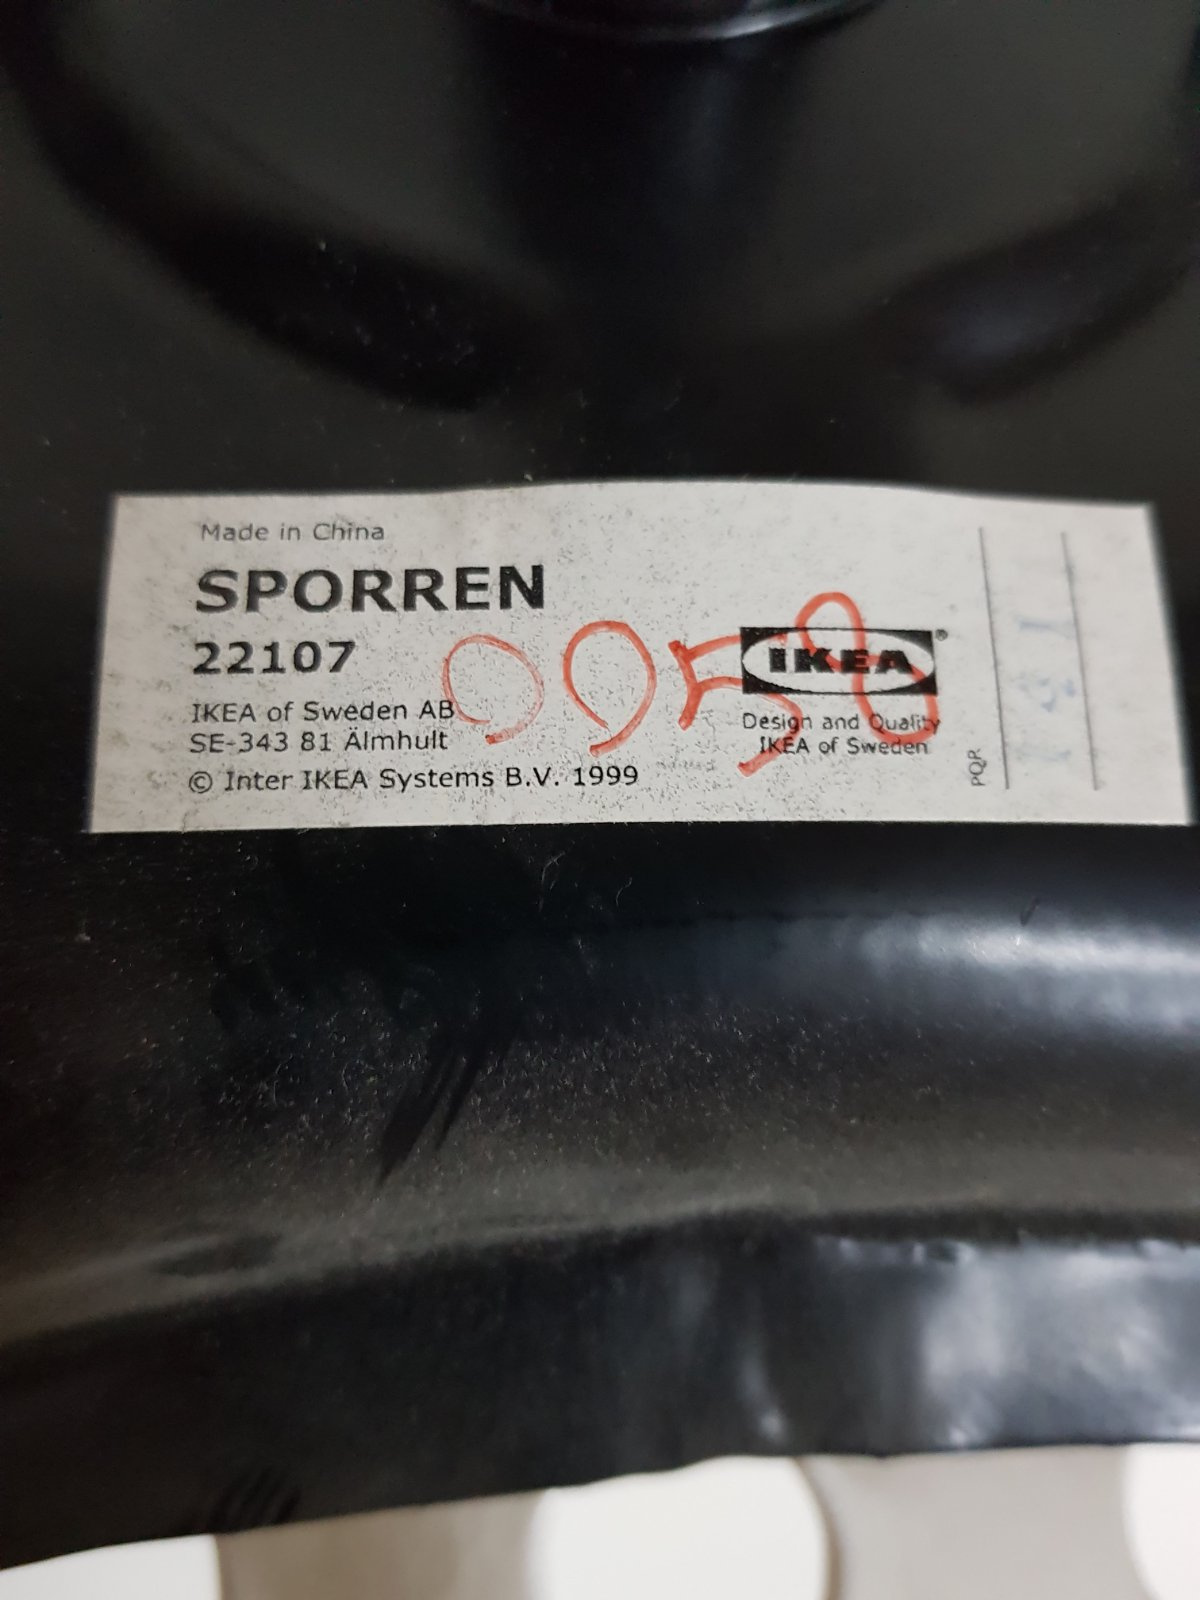 Made in China
SPORREN
22107
IKEA of Sweden AB
SE-343 81 Älmhult
© Inter IKEA Systems B.V. 1999
9958
IKEA®
Design and Quality
IKEA of Sweden
PQR